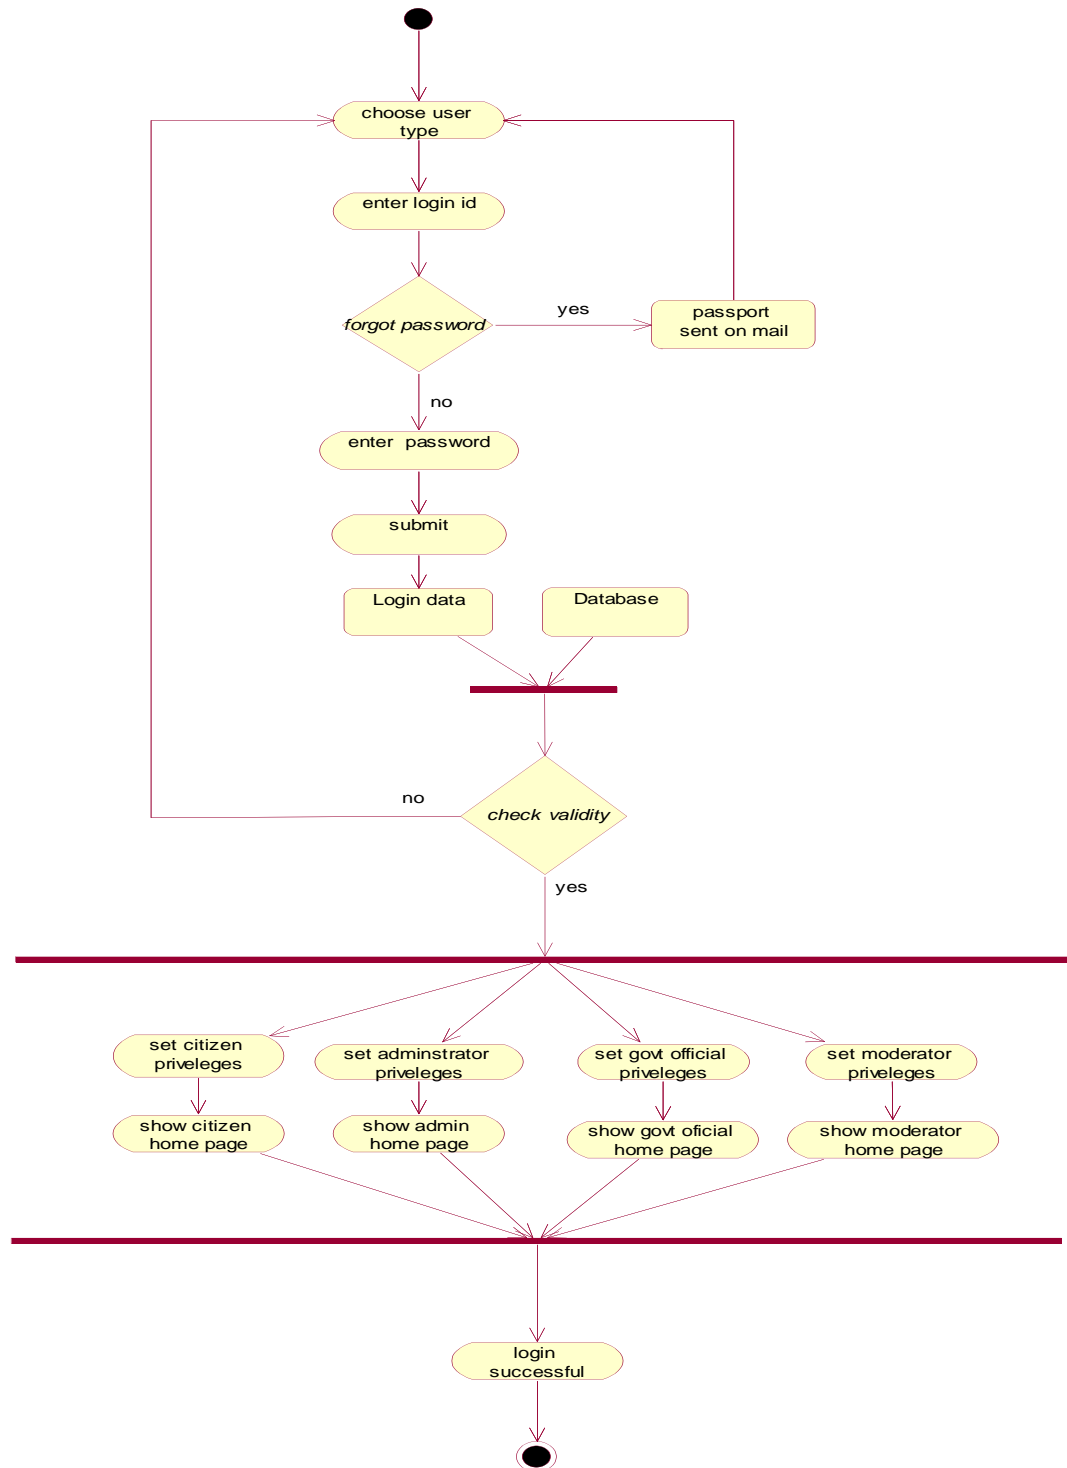 choose user
type
enter login id
forgot password
yes
passport
sent on mail
no
enter  password
submit
Login data
Database
no
check validity
yes
set citizen
priveleges
set adminstrator
priveleges
set govt official
priveleges
set moderator
priveleges
show citizen
home page
show admin
home page
show govt oficial
home page
show moderator
home page
login
successful